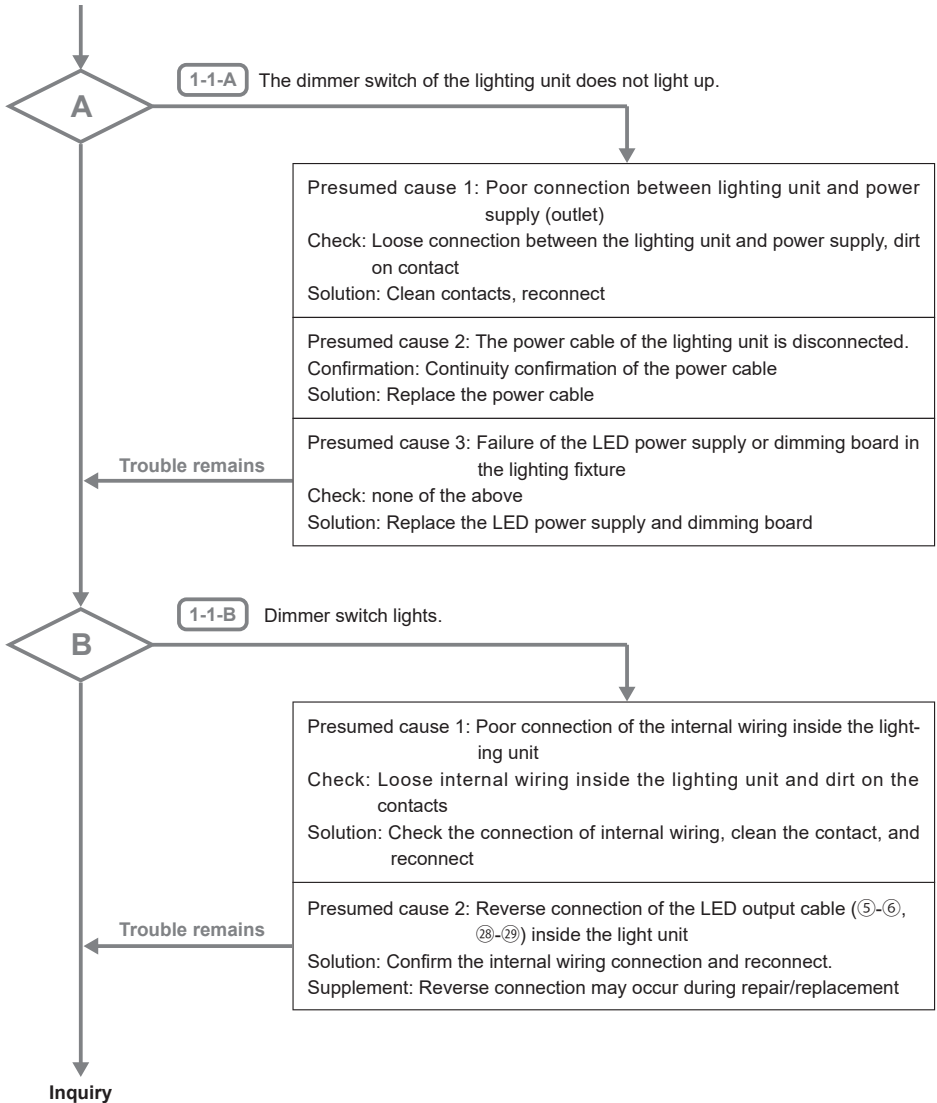 1-1-A The dimmer switch of the lighting unit does not light up.
A
Presumed cause 1: Poor connection between lighting unit and power
supply (outlet)
Check: Loose connection between the lighting unit and power supply, dirt
on contact
Solution: Clean contacts, reconnect
Presumed cause 2: The power cable of the lighting unit is disconnected.
Confirmation: Continuity confirmation of the power cable
Solution: Replace the power cable
Presumed cause 3: Failure of the LED power supply or dimming board in
the lighting fixture
Check: none of the above
Solution: Replace the LED power supply and dimming board
Trouble remains
1-1-B Dimmer switch lights.
B
Presumed cause 1: Poor connection of the internal wiring inside the light-
ing unit
Check: Loose internal wiring inside the lighting unit and dirt on the
contacts
Solution: Check the connection of internal wiring, clean the contact, and
reconnect
Presumed cause 2: Reverse connection of the LED output cable (⑤-⑥,
㉘-㉙) inside the light unit
Solution: Confirm the internal wiring connection and reconnect.
Supplement: Reverse connection may occur during repair/replacement
Trouble remains
Inquiry